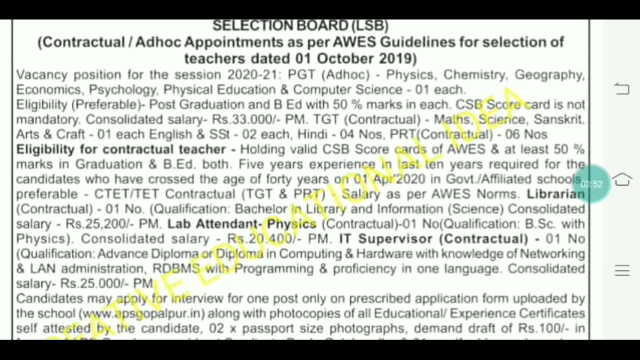 SELECTION BOARD (LSB)
(Contractual / Adhoc Appointments as per AWES Guidelines for selection of
teachers dated 01 October 2019)
Vacancy position for the session 2020-21: PGT (Adhoc) - Physics, Chemistry, Geography,
Economics, Psychology, Physical Education & Computer Science - 01 each.
Eligibility (Preferable)- Post Graduation and B Ed with 50 % marks in each. CSB Score card is not
mandatory. Consolidated salary - Rs.33.000/- PM. TGT (Contractual - Maths, Science, Sanskrit.
Arts & Craft - 01 each English & SSt - 02 each, Hindi - 04 Nos, PRT(Contractual) - 06 Nos
Eligibility for contractual teacher - Holding valid CSB Score cards of AWES & at least 50 %
marks in Graduation & B.Ed. both. Five years experience in last ten years required for the
candidates who have crossed the age of forty years on 01 Apr'2020 in Govt./Affiliated schools,
preferable - CTET/TET Contractual (TGT & PRT) - Salary as per AWES Norms. Librarian
(Contractual) - 01 No. (Qualification: Bachelor in Library and Information (Science) Consolidated
salary - Rs.25,200/- PM. Lab Attendant- Physics (Contractual)-01 No(Qualification: B.Sc. with
Physics). Consolidated salary - Rs.20.400/- PM. IT Supervisor (Contractual) - 01 No
(Qualification: Advance Diploma or Diploma in Computing & Hardware with knowledge of Networking
& LAN administration, RDBMS with Programming & proficiency in one language. Consolidated
salary- Rs.25.000/- PM
Candidates may apply for interview for one post only on prescribed application form uploaded by
the school (www.apsgopalpur.in) along with photocopies of all Educational/ Experience Certificates
self attested by the candidate, 02 x passport size photographs, demand draft of Rs.100/- in
03:52
EDUCATIONAL IDEA